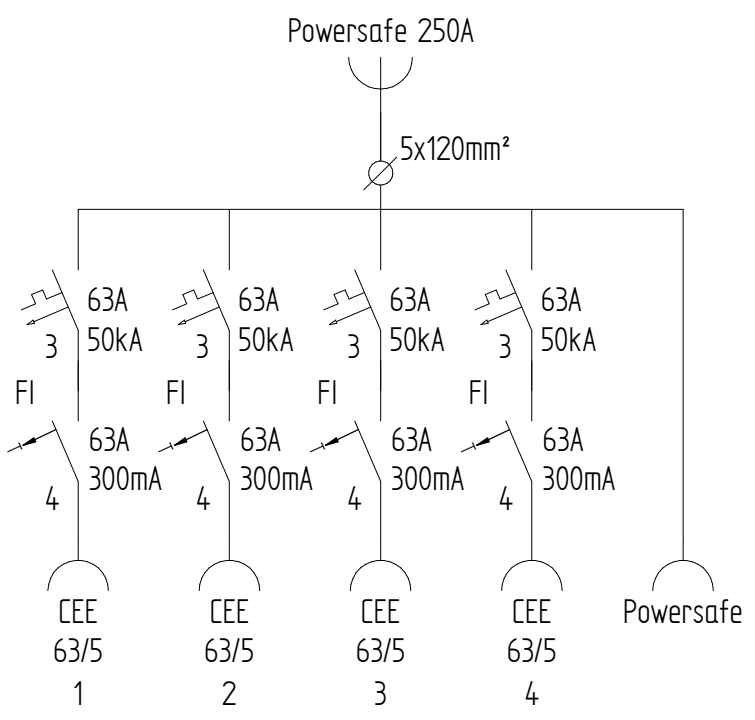 Powersafe 250A
5x120mm²
63A 63A 63A 63A
50kA 50kA 50kA 50kA
3 3 3 3
FI FI FI FI
63A 63A 63A 63A
300mA 300mA 300mA 300mA
4 4 4 4
CEE CEE CEE CEE Powersafe
63/5 63/5 63/5 63/5
1 2 3 4